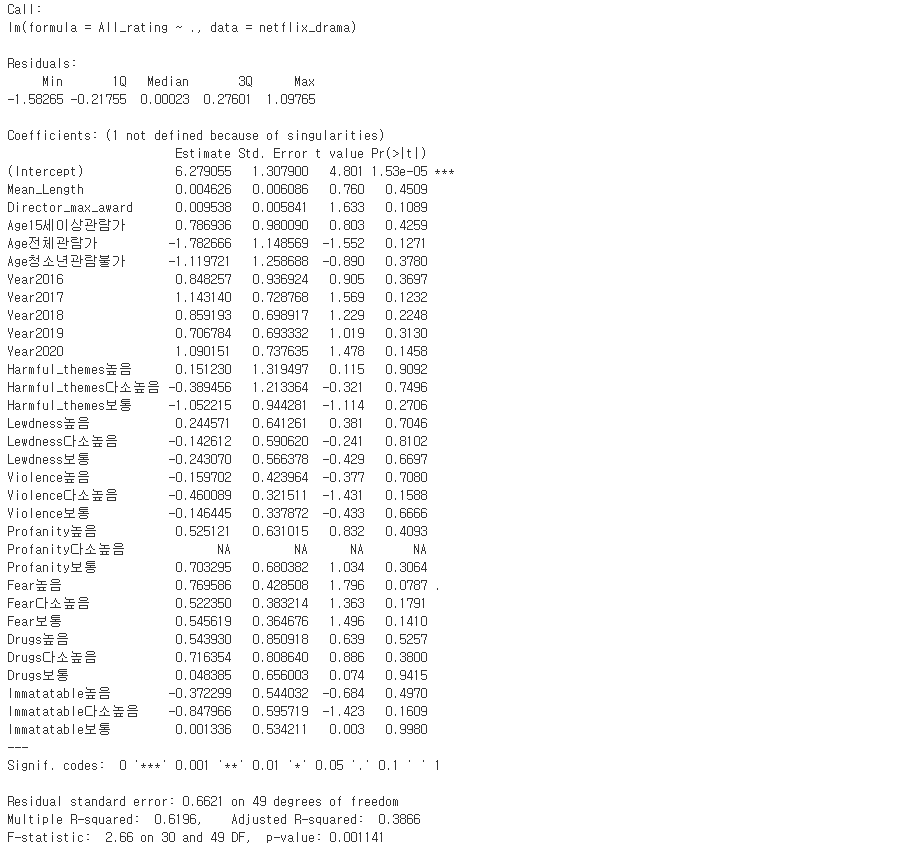 Call:
lm(formula = All_rating ~ ., data = netflix_drama)
Residuals:
Min 1Q Median 3Q Max
-1.58265 -0.21755 0.00023 0.27601 1.09765
Coefficients: (1 not defined because of singularities)
Estimate Std. Error t value Pr(>|t|)
(Intercept) 6.279055 1.307900 4.801 1.53e-05 ***
Mean_Length 0.004626 0.006086 0.760 0.4509
Director_max_award 0.009538 0.005841 1.633 0.1089
Age15세이상관람가 0.786936 0.980090 0.803 0.4259
Age전체관람가 -1.782666 1.148569 -1.552 0.1271
Age청소년관람불가 -1.119721 1.258688 -0.890 0.3780
Year2016 0.848257 0.936924 0.905 0.3697
Year2017 1.143140 0.728768 1.569 0.1232
Year2018 0.859193 0.698917 1.229 0.2248
Year2019 0.706784 0.693332 1.019 0.3130
Year2020 1.090151 0.737635 1.478 0.1458
Harmful_themes높음 0.151230 1.319497 0.115 0.9092
Harmful_themes다소높음 -0.389456 1.213364 -0.321 0.7496
Harmful_themes보통 -1.052215 0.944281 -1.114 0.2706
Lewdness높음 0.244571 0.641261 0.381 0.7046
Lewdness다소높음 -0.142612 0.590620 -0.241 0.8102
Lewdness보통 -0.243070 0.566378 -0.429 0.6697
Violence높음 -0.159702 0.423964 -0.377 0.7080
Violence다소높음 -0.460089 0.321511 -1.431 0.1588
Violence보통 -0.146445 0.337872 -0.433 0.6666
Profanity높음 0.525121 0.631015 0.832 0.4093
Profanity다소높음 NA NA NA NA
Profanity보통 0.703295 0.680382 1.034 0.3064
Fear높음 0.769586 0.428508 1.796 0.0787 .
Fear다소높음 0.522350 0.383214 1.363 0.1791
Fear보통 0.545619 0.364676 1.496 0.1410
Drugs높음 0.543930 0.850918 0.639 0.5257
Drugs다소높음 0.716354 0.808640 0.886 0.3800
Drugs보통 0.048385 0.656003 0.074 0.9415
Immatatable높음 -0.372299 0.544032 -0.684 0.4970
Immatatable다소높음 -0.847966 0.595719 -1.423 0.1609
Immatatable보통 0.001336 0.534211 0.003 0.9980
---
Signif. codes: 0 '***' 0.001 '**' 0.01 '*' 0.05 '.' 0.1 ' ' 1
Residual standard error: 0.6621 on 49 degrees of freedom
Multiple R-squared: 0.6196, Adjusted R-squared: 0.3866
F-statistic: 2.66 on 30 and 49 DF, p-value: 0.001141